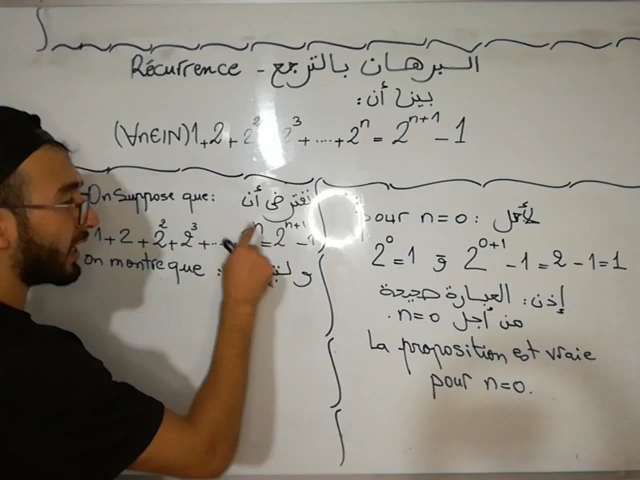 البرهان بالترجع - Récurrence
بين أن:
(∀n∈IN) 1+2+2²+2³+....+2ⁿ = 2ⁿ⁺¹ - 1
لأجل : pour n=0
2⁰=1 و 2⁰⁺¹ - 1 = 2 - 1 = 1
إذن: العبارة صحيحة
من أجل n=0.
La proposition est vraie
pour n=0.
On suppose que: نفترض أن
1+2+2²+2³+... ⁿ = 2ⁿ⁺¹ - 1
on montre que :